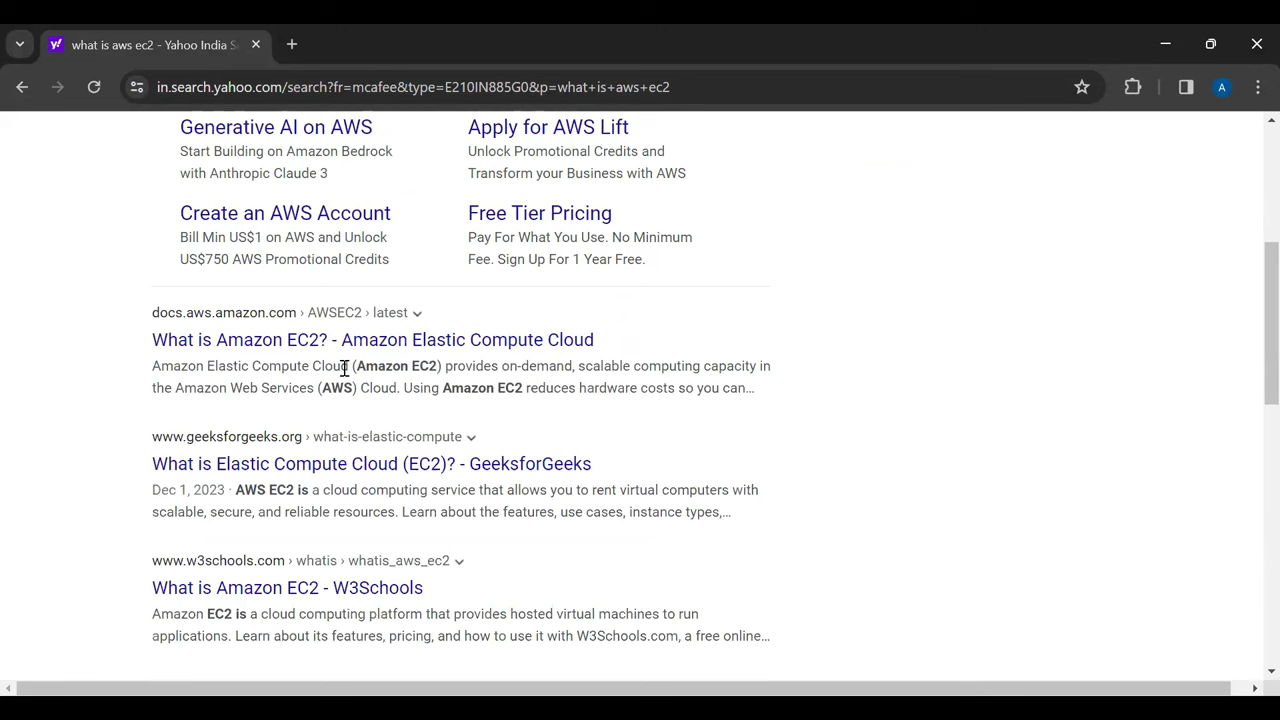 what is aws ec2 - Yahoo India S
in.search.yahoo.com/search?fr=mcafee&type=E210IN885G0&p=what+is+aws+ec2
A
Generative AI on AWS
Start Building on Amazon Bedrock
with Anthropic Claude 3
Apply for AWS Lift
Unlock Promotional Credits and
Transform your Business with AWS
Create an AWS Account
Bill Min US$1 on AWS and Unlock
US$750 AWS Promotional Credits
Free Tier Pricing
Pay For What You Use. No Minimum
Fee. Sign Up For 1 Year Free.
docs.aws.amazon.com › AWSEC2 › latest
What is Amazon EC2? - Amazon Elastic Compute Cloud
Amazon Elastic Compute Cloud (Amazon EC2) provides on-demand, scalable computing capacity in
the Amazon Web Services (AWS) Cloud. Using Amazon EC2 reduces hardware costs so you can...
www.geeksforgeeks.org › what-is-elastic-compute
What is Elastic Compute Cloud (EC2)? - GeeksforGeeks
Dec 1, 2023 · AWS EC2 is a cloud computing service that allows you to rent virtual computers with
scalable, secure, and reliable resources. Learn about the features, use cases, instance types,...
www.w3schools.com › whatis › whatis_aws_ec2
What is Amazon EC2 - W3Schools
Amazon EC2 is a cloud computing platform that provides hosted virtual machines to run
applications. Learn about its features, pricing, and how to use it with W3Schools.com, a free online...